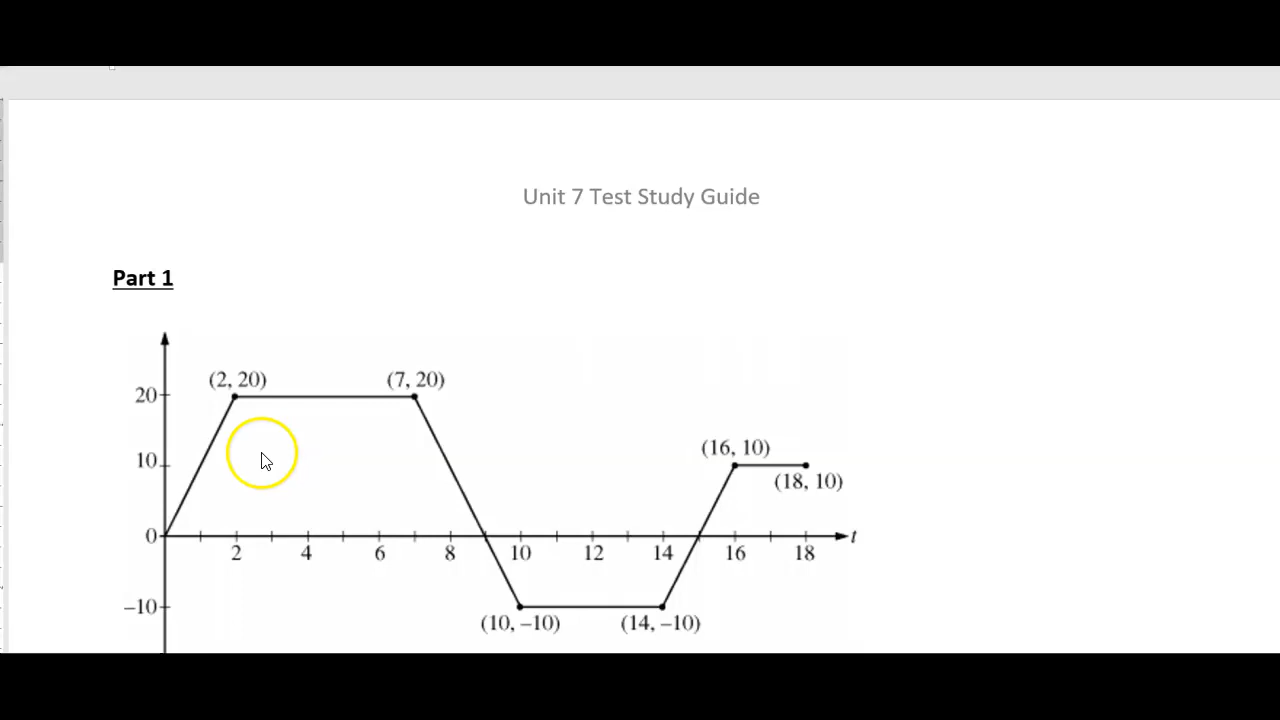 Unit 7 Test Study Guide
Part 1
(2, 20) (7, 20)
20
(16, 10)
10
(18, 10)
0 t
2 4 6 8 10 12 14 16 18
–10
(10, –10) (14, –10)